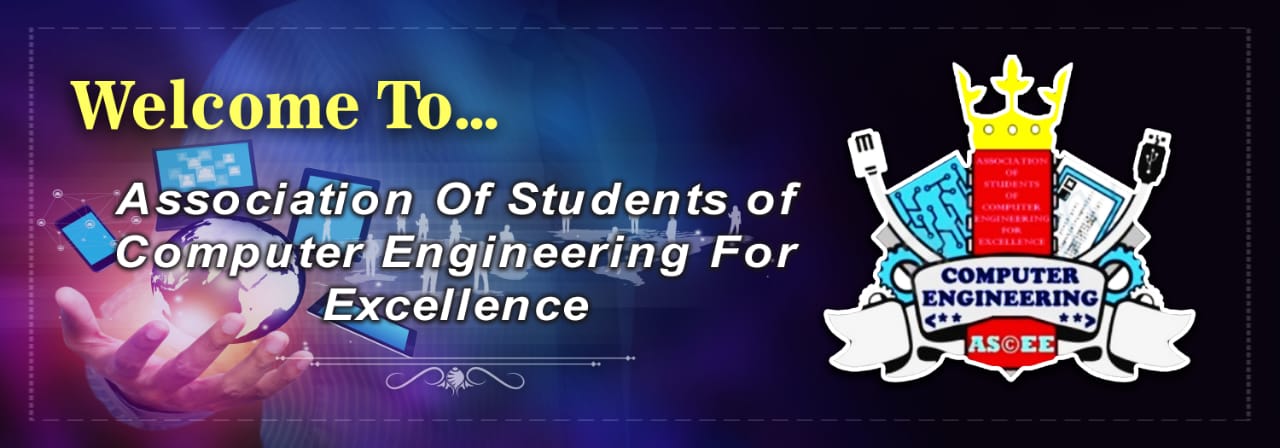 Welcome To...
Association Of Students of
Computer Engineering For
Excellence
ASSOCIATION
OF
STUDENTS
OF
COMPUTER
ENGINEERING
FOR
EXCELLENCE
COMPUTER
ENGINEERING
<** **>
AS©EE